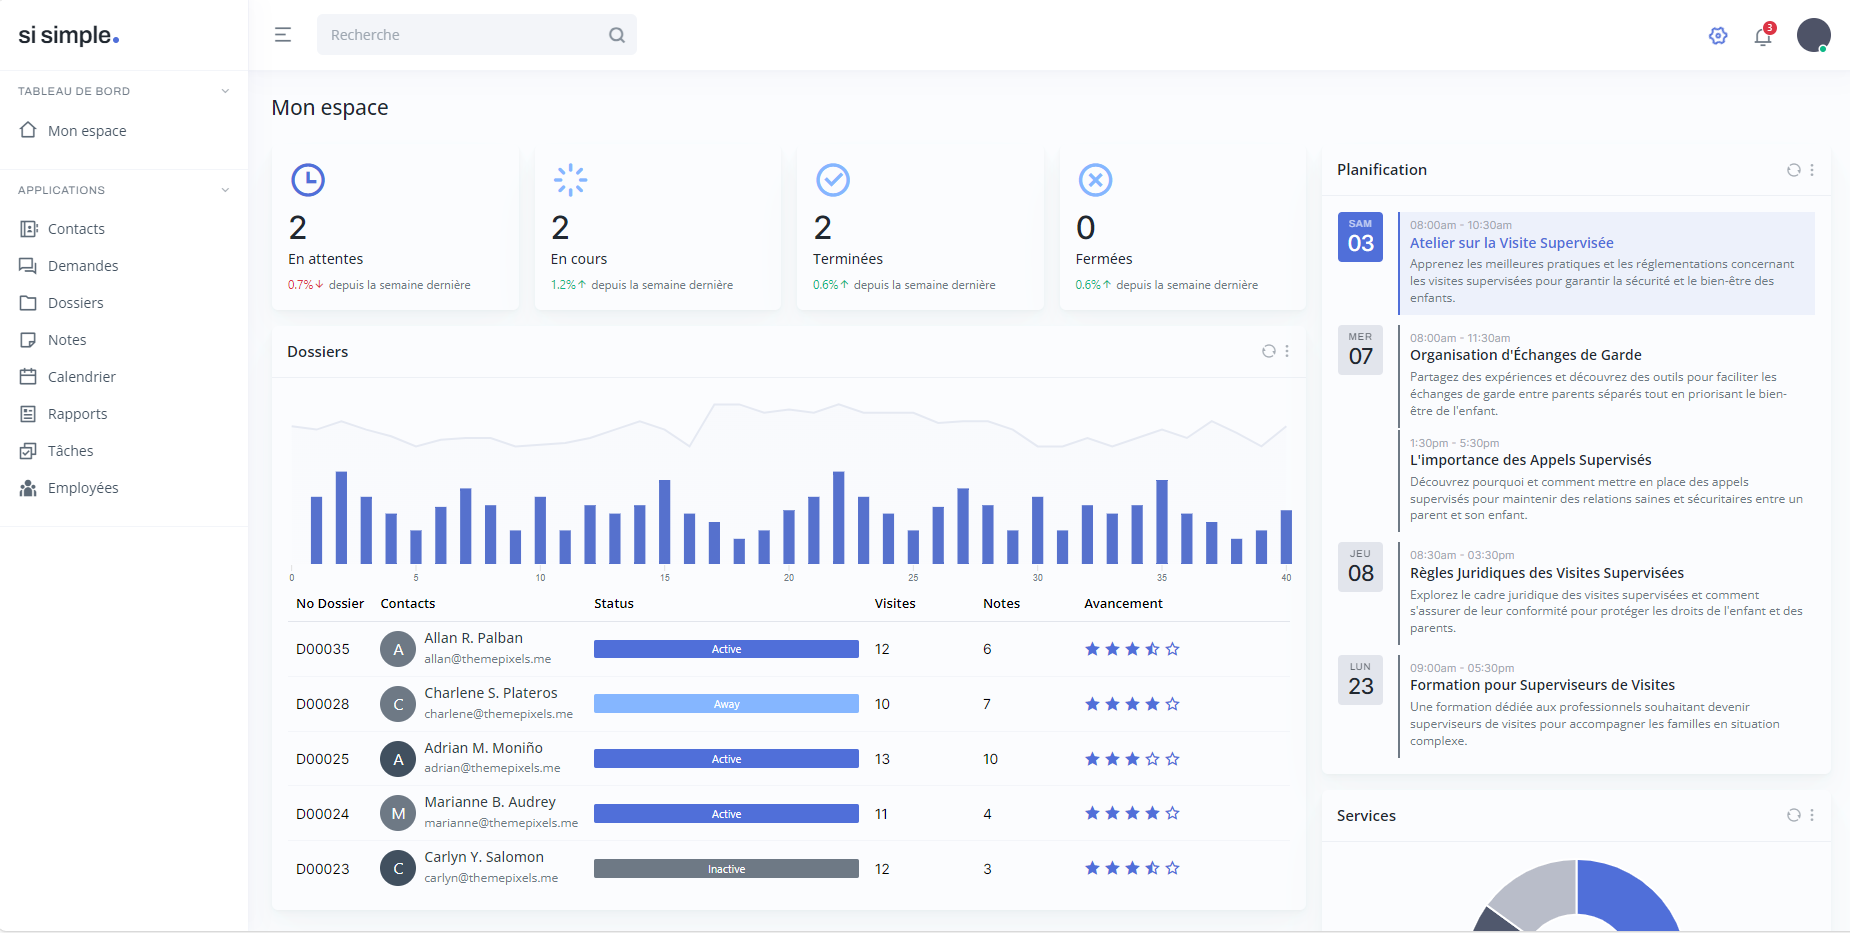 si simple.
Recherche
3
TABLEAU DE BORD
Mon espace
APPLICATIONS
Contacts
Demandes
Dossiers
Notes
Calendrier
Rapports
Tâches
Employées
Mon espace
2
En attentes
0.7% depuis la semaine dernière
2
En cours
1.2% depuis la semaine dernière
2
Terminées
0.6% depuis la semaine dernière
0
Fermées
0.6% depuis la semaine dernière
Dossiers
0 5 10 15 20 25 30 35 40
No Dossier Contacts Status Visites Notes Avancement
D00035 A Allan R. Palban Active 12 6
allan@themepixels.me
D00028 C Charlene S. Plateros Away 10 7
charlene@themepixels.me
D00025 A Adrian M. Moniño Active 13 10
adrian@themepixels.me
D00024 M Marianne B. Audrey Active 11 4
marianne@themepixels.me
D00023 C Carlyn Y. Salomon Inactive 12 3
carlyn@themepixels.me
Planification
SAM
03
08:00am - 10:30am
Atelier sur la Visite Supervisée
Apprenez les meilleures pratiques et les réglementations concernant
les visites supervisées pour garantir la sécurité et le bien-être des
enfants.
MER
07
08:00am - 11:30am
Organisation d'Échanges de Garde
Partagez des expériences et découvrez des outils pour faciliter les
échanges de garde entre parents séparés tout en priorisant le bien-
être de l'enfant.
1:30pm - 5:30pm
L'importance des Appels Supervisés
Découvrez pourquoi et comment mettre en place des appels
supervisés pour maintenir des relations saines et sécuritaires entre un
parent et son enfant.
JEU
08
08:30am - 03:30pm
Règles Juridiques des Visites Supervisées
Explorez le cadre juridique des visites supervisées et comment
s'assurer de leur conformité pour protéger les droits de l'enfant et des
parents.
LUN
23
09:00am - 05:30pm
Formation pour Superviseurs de Visites
Une formation dédiée aux professionnels souhaitant devenir
superviseurs de visites pour accompagner les familles en situation
complexe.
Services